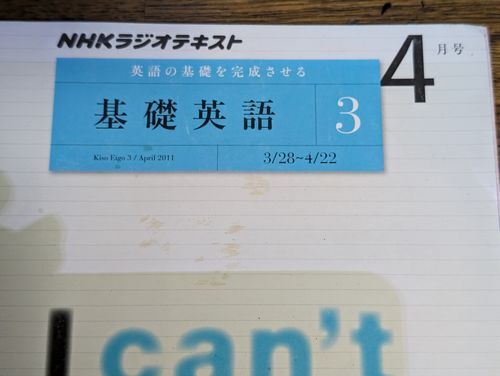 NHKラジオテキスト
4月号
英語の基礎を完成させる
基礎英語 3
Kiso Eigo 3 / April 2011
3/28~4/22
I can't